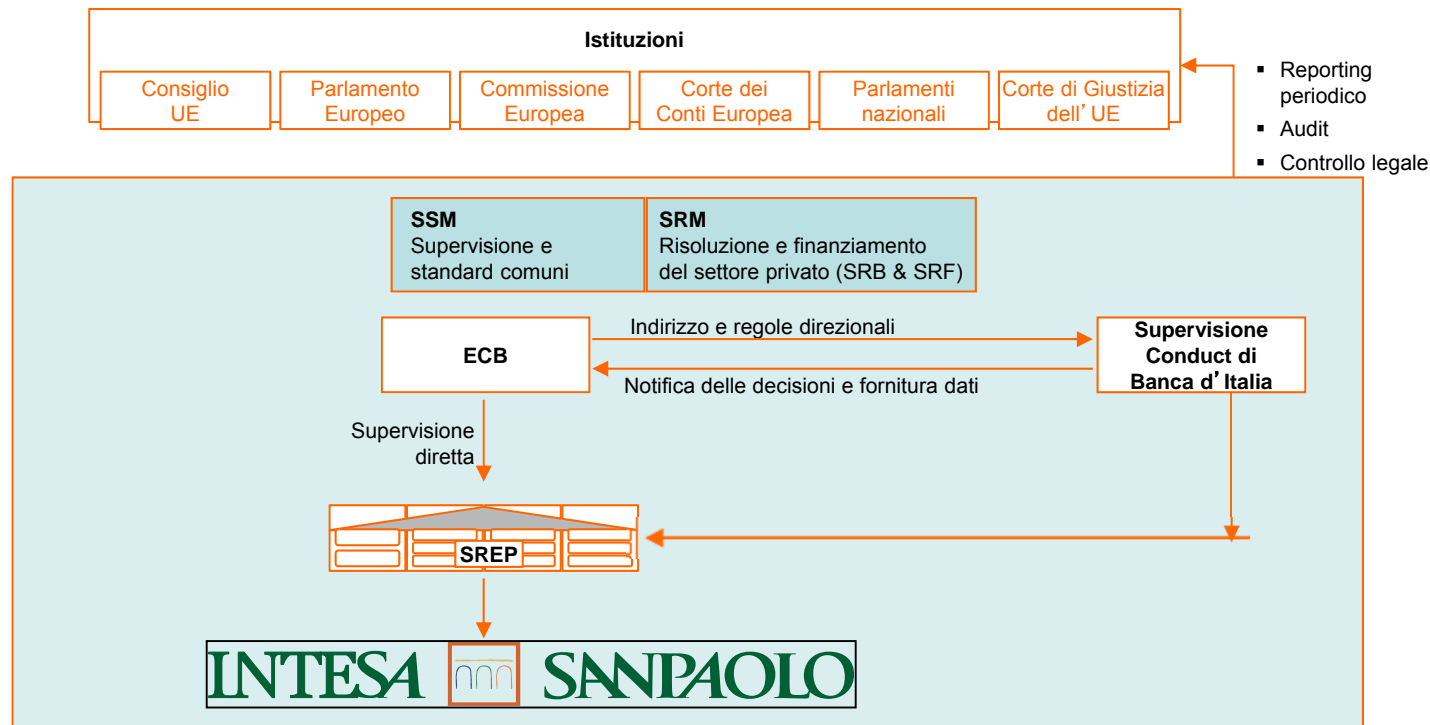 Istituzioni
Consiglio
UE
Parlamento
Europeo
Commissione
Europea
Corte dei
Conti Europea
Parlamenti
nazionali
Corte di Giustizia
dell’ UE
▪ Reporting
periodico
▪ Audit
▪ Controllo legale
SSM
Supervisione e
standard comuni
SRM
Risoluzione e finanziamento
del settore privato (SRB & SRF)
ECB
Indirizzo e regole direzionali
Notifica delle decisioni e fornitura dati
Supervisione
Conduct di
Banca d’ Italia
Supervisione
diretta
SREP
INTESA SANPAOLO